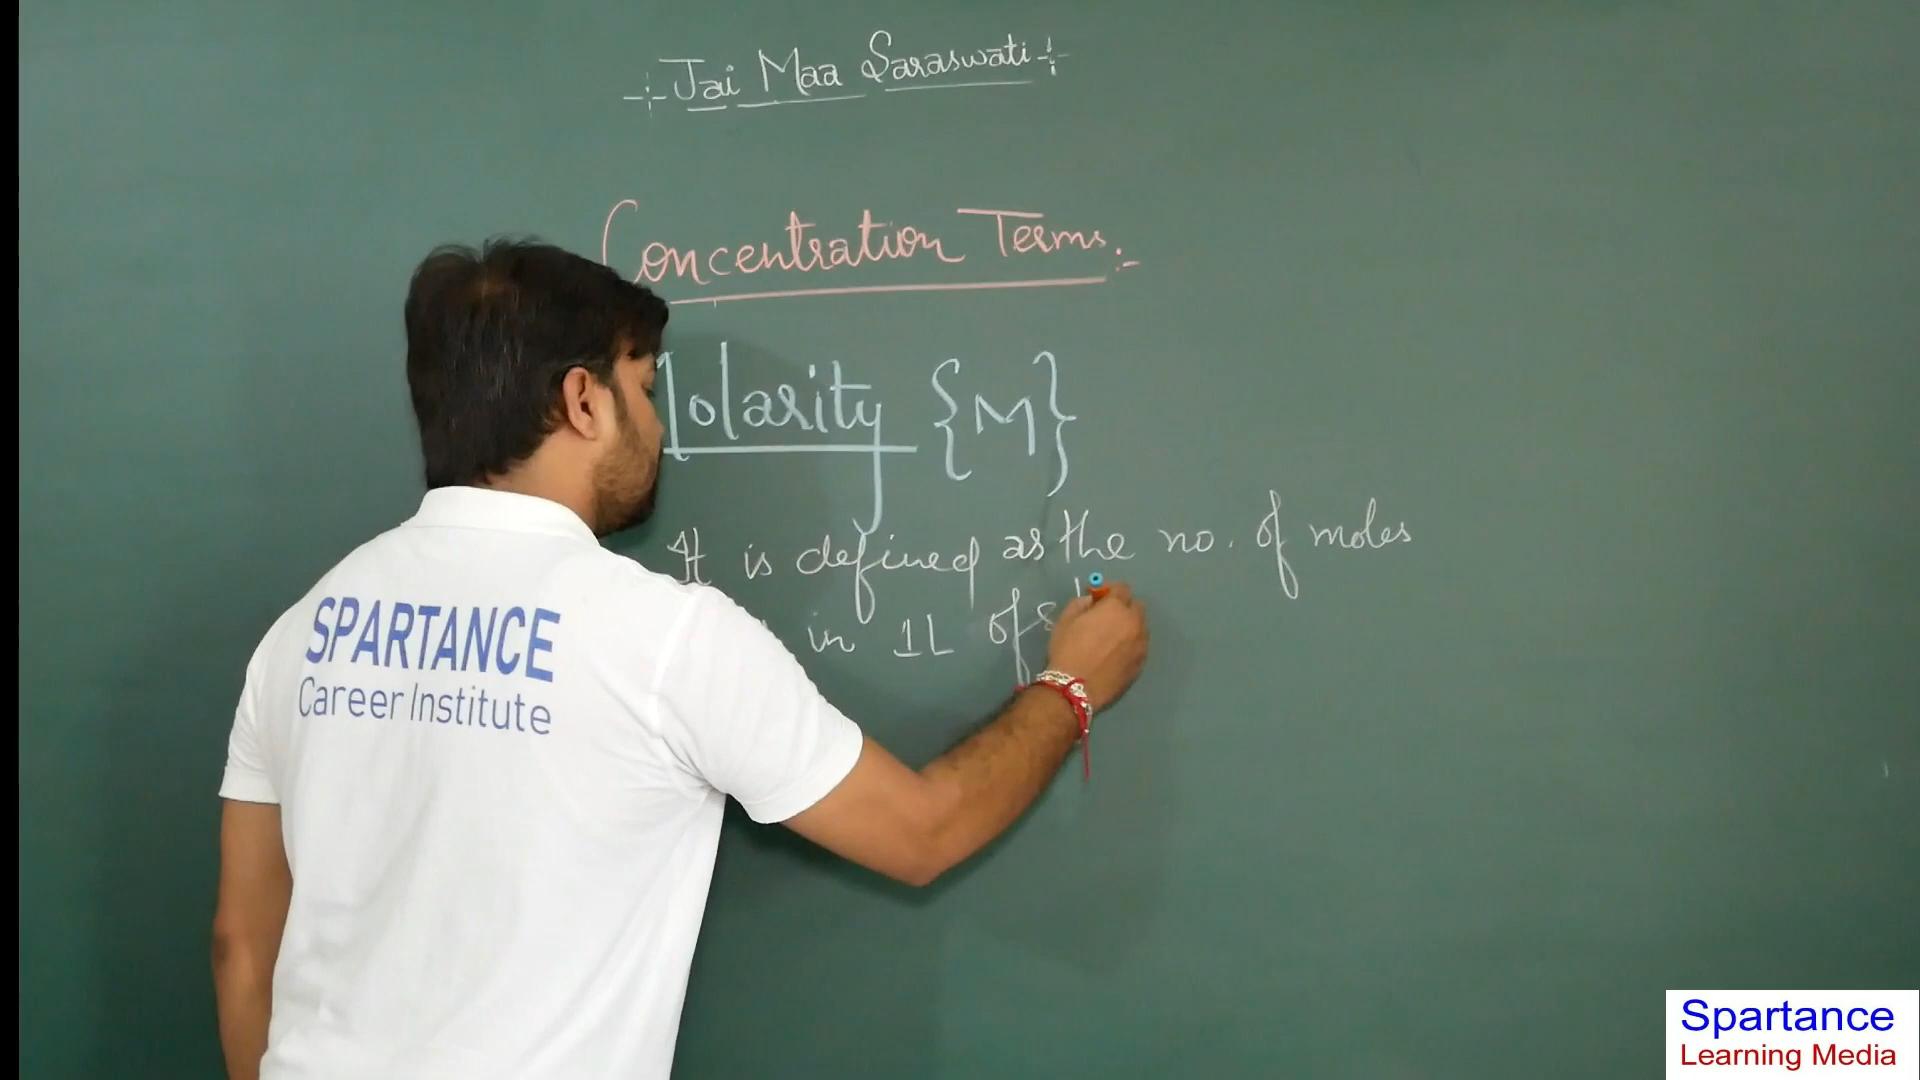 Jai Maa Saraswati
Concentration Terms :-
Molarity {M}
It is defined as the no. of moles
in 1L of
SPARTANCE
Career Institute
Spartance
Learning Media